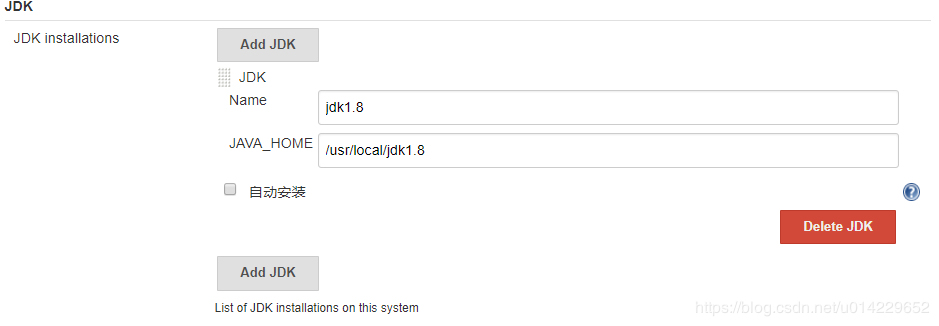 JDK
JDK installations
Add JDK
JDK
Name
jdk1.8
JAVA_HOME
/usr/local/jdk1.8
自动安装
?
Delete JDK
Add JDK
List of JDK installations on this system
https://blog.csdn.net/u014229652